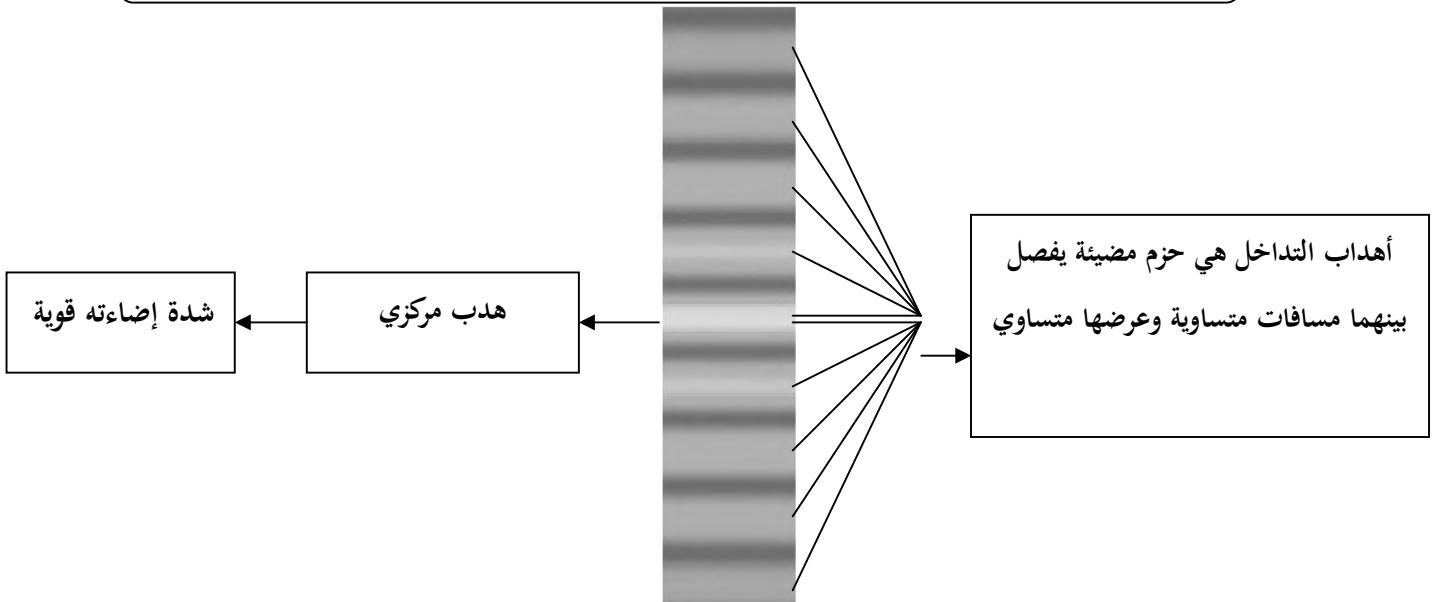 أهداب التداخل هي حزم مضيئة يفصل
بينهما مسافات متساوية وعرضها متساوي
هدب مركزي
شدة إضاءته قوية